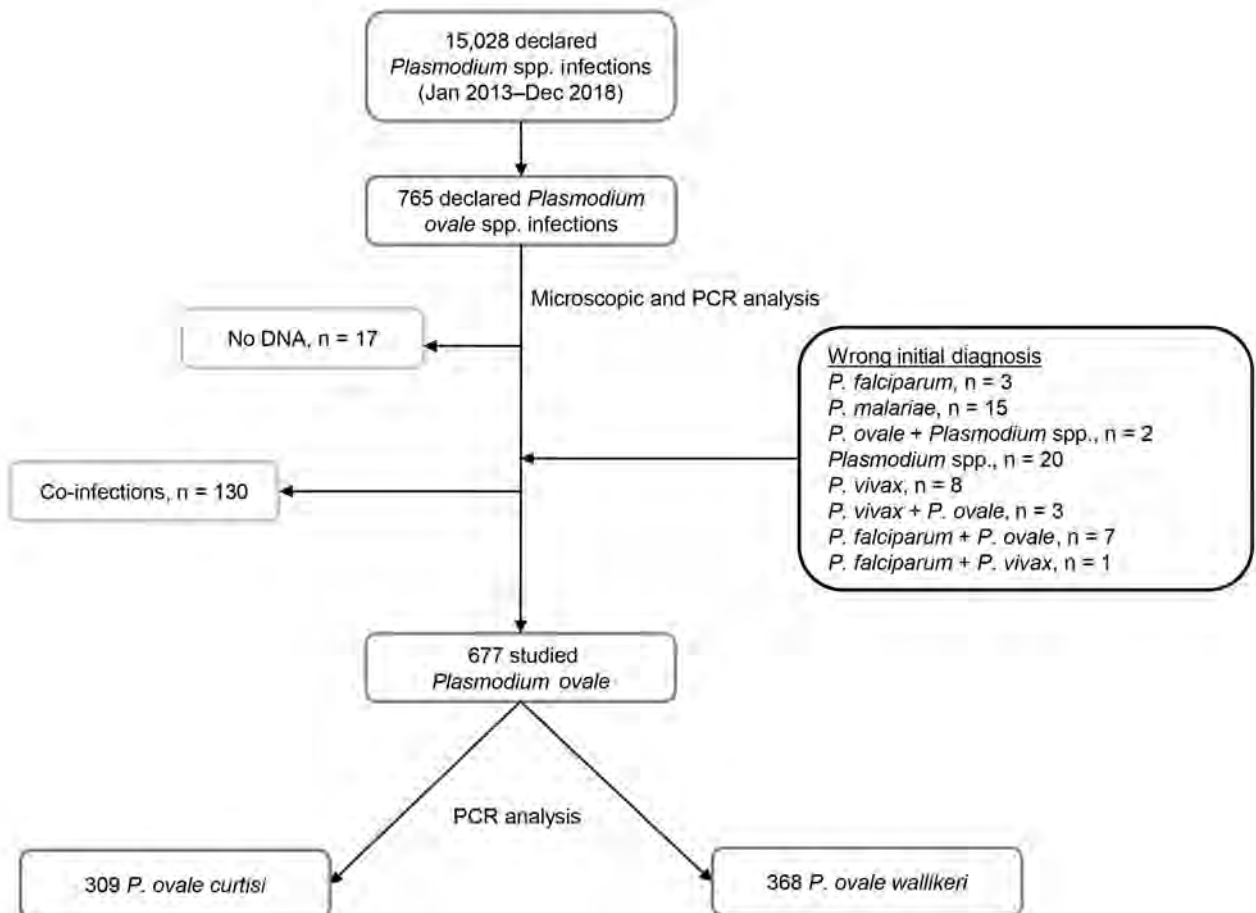 15,028 declared
Plasmodium spp. infections
(Jan 2013–Dec 2018)
765 declared Plasmodium
ovale spp. infections
Microscopic and PCR analysis
No DNA, n = 17
Wrong initial diagnosis
P. falciparum, n = 3
P. malariae, n = 15
P. ovale + Plasmodium spp., n = 2
Plasmodium spp., n = 20
P. vivax, n = 8
P. vivax + P. ovale, n = 3
P. falciparum + P. ovale, n = 7
P. falciparum + P. vivax, n = 1
Co-infections, n = 130
677 studied
Plasmodium ovale
PCR analysis
309 P. ovale curtisi
368 P. ovale wallikeri